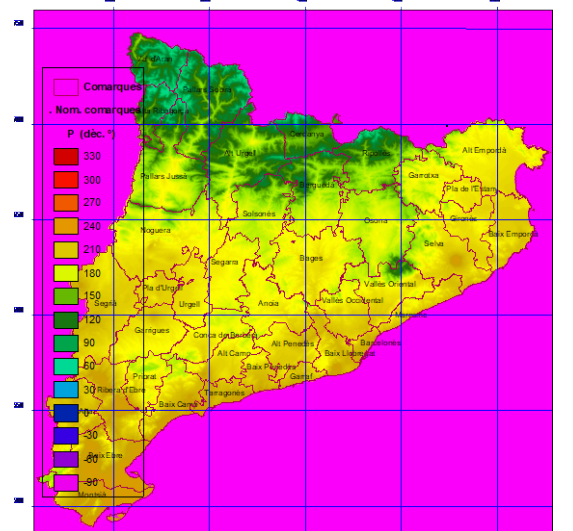 Comarques
. Nom. comarques
P (dèc. º)
330
300
270
240
210
180
150
120
90
60
30
0
-30
-60
-90
Pallars Sobirà
Cerdanya
Alt Urgell
Ripollès
Alt Empordà
Garrotxa
Pallars Jussà
Berguedà
Pla de l'Estany
Solsonès
Osona
Gironès
Noguera
Baix Empordà
Selva
Segarra
Bages
Pla d'Urgell
Vallès Oriental
Segrià
Urgell
Anoia
Vallès Occidental
Maresme
Garrigues
Conca de Barberà
Alt Penedès
Barcelonès
Alt Camp
Baix Llobregat
Priorat
Baix Penedès
Garraf
Ribera d'Ebre
Tarragonès
Baix Camp
Baix Ebre
Montsià